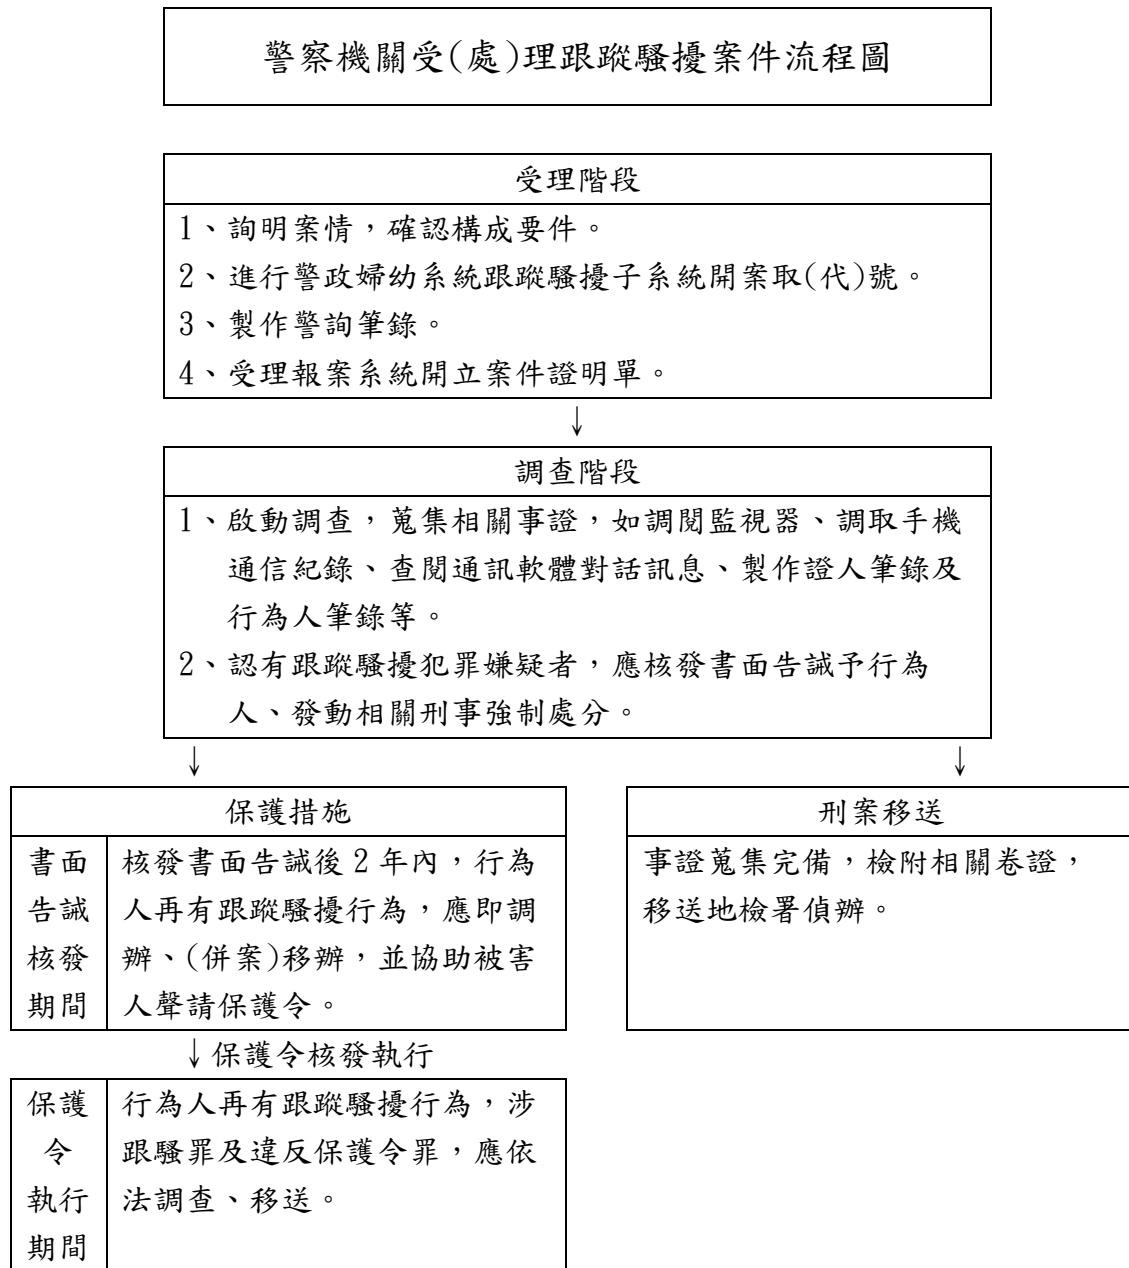 警察機關受(處)理跟蹤騷擾案件流程圖
受理階段
1、詢明案情，確認構成要件。
2、進行警政婦幼系統跟蹤騷擾子系統開案取(代)號。
3、製作警詢筆錄。
4、受理報案系統開立案件證明單。
↓
調查階段
1、啟動調查，蒐集相關事證，如調閱監視器、調取手機
通信紀錄、查閱通訊軟體對話訊息、製作證人筆錄及
行為人筆錄等。
2、認有跟蹤騷擾犯罪嫌疑者，應核發書面告誡予行為
人、發動相關刑事強制處分。
↓ ↓
保護措施
書面
告誡
核發
期間
核發書面告誡後2年內，行為
人再有跟蹤騷擾行為，應即調
辦、(併案)移辦，並協助被害
人聲請保護令。
刑案移送
事證蒐集完備，檢附相關卷證，
移送地檢署偵辦。
↓保護令核發執行
保護
令
執行
期間
行為人再有跟蹤騷擾行為，涉
跟騷罪及違反保護令罪，應依
法調查、移送。